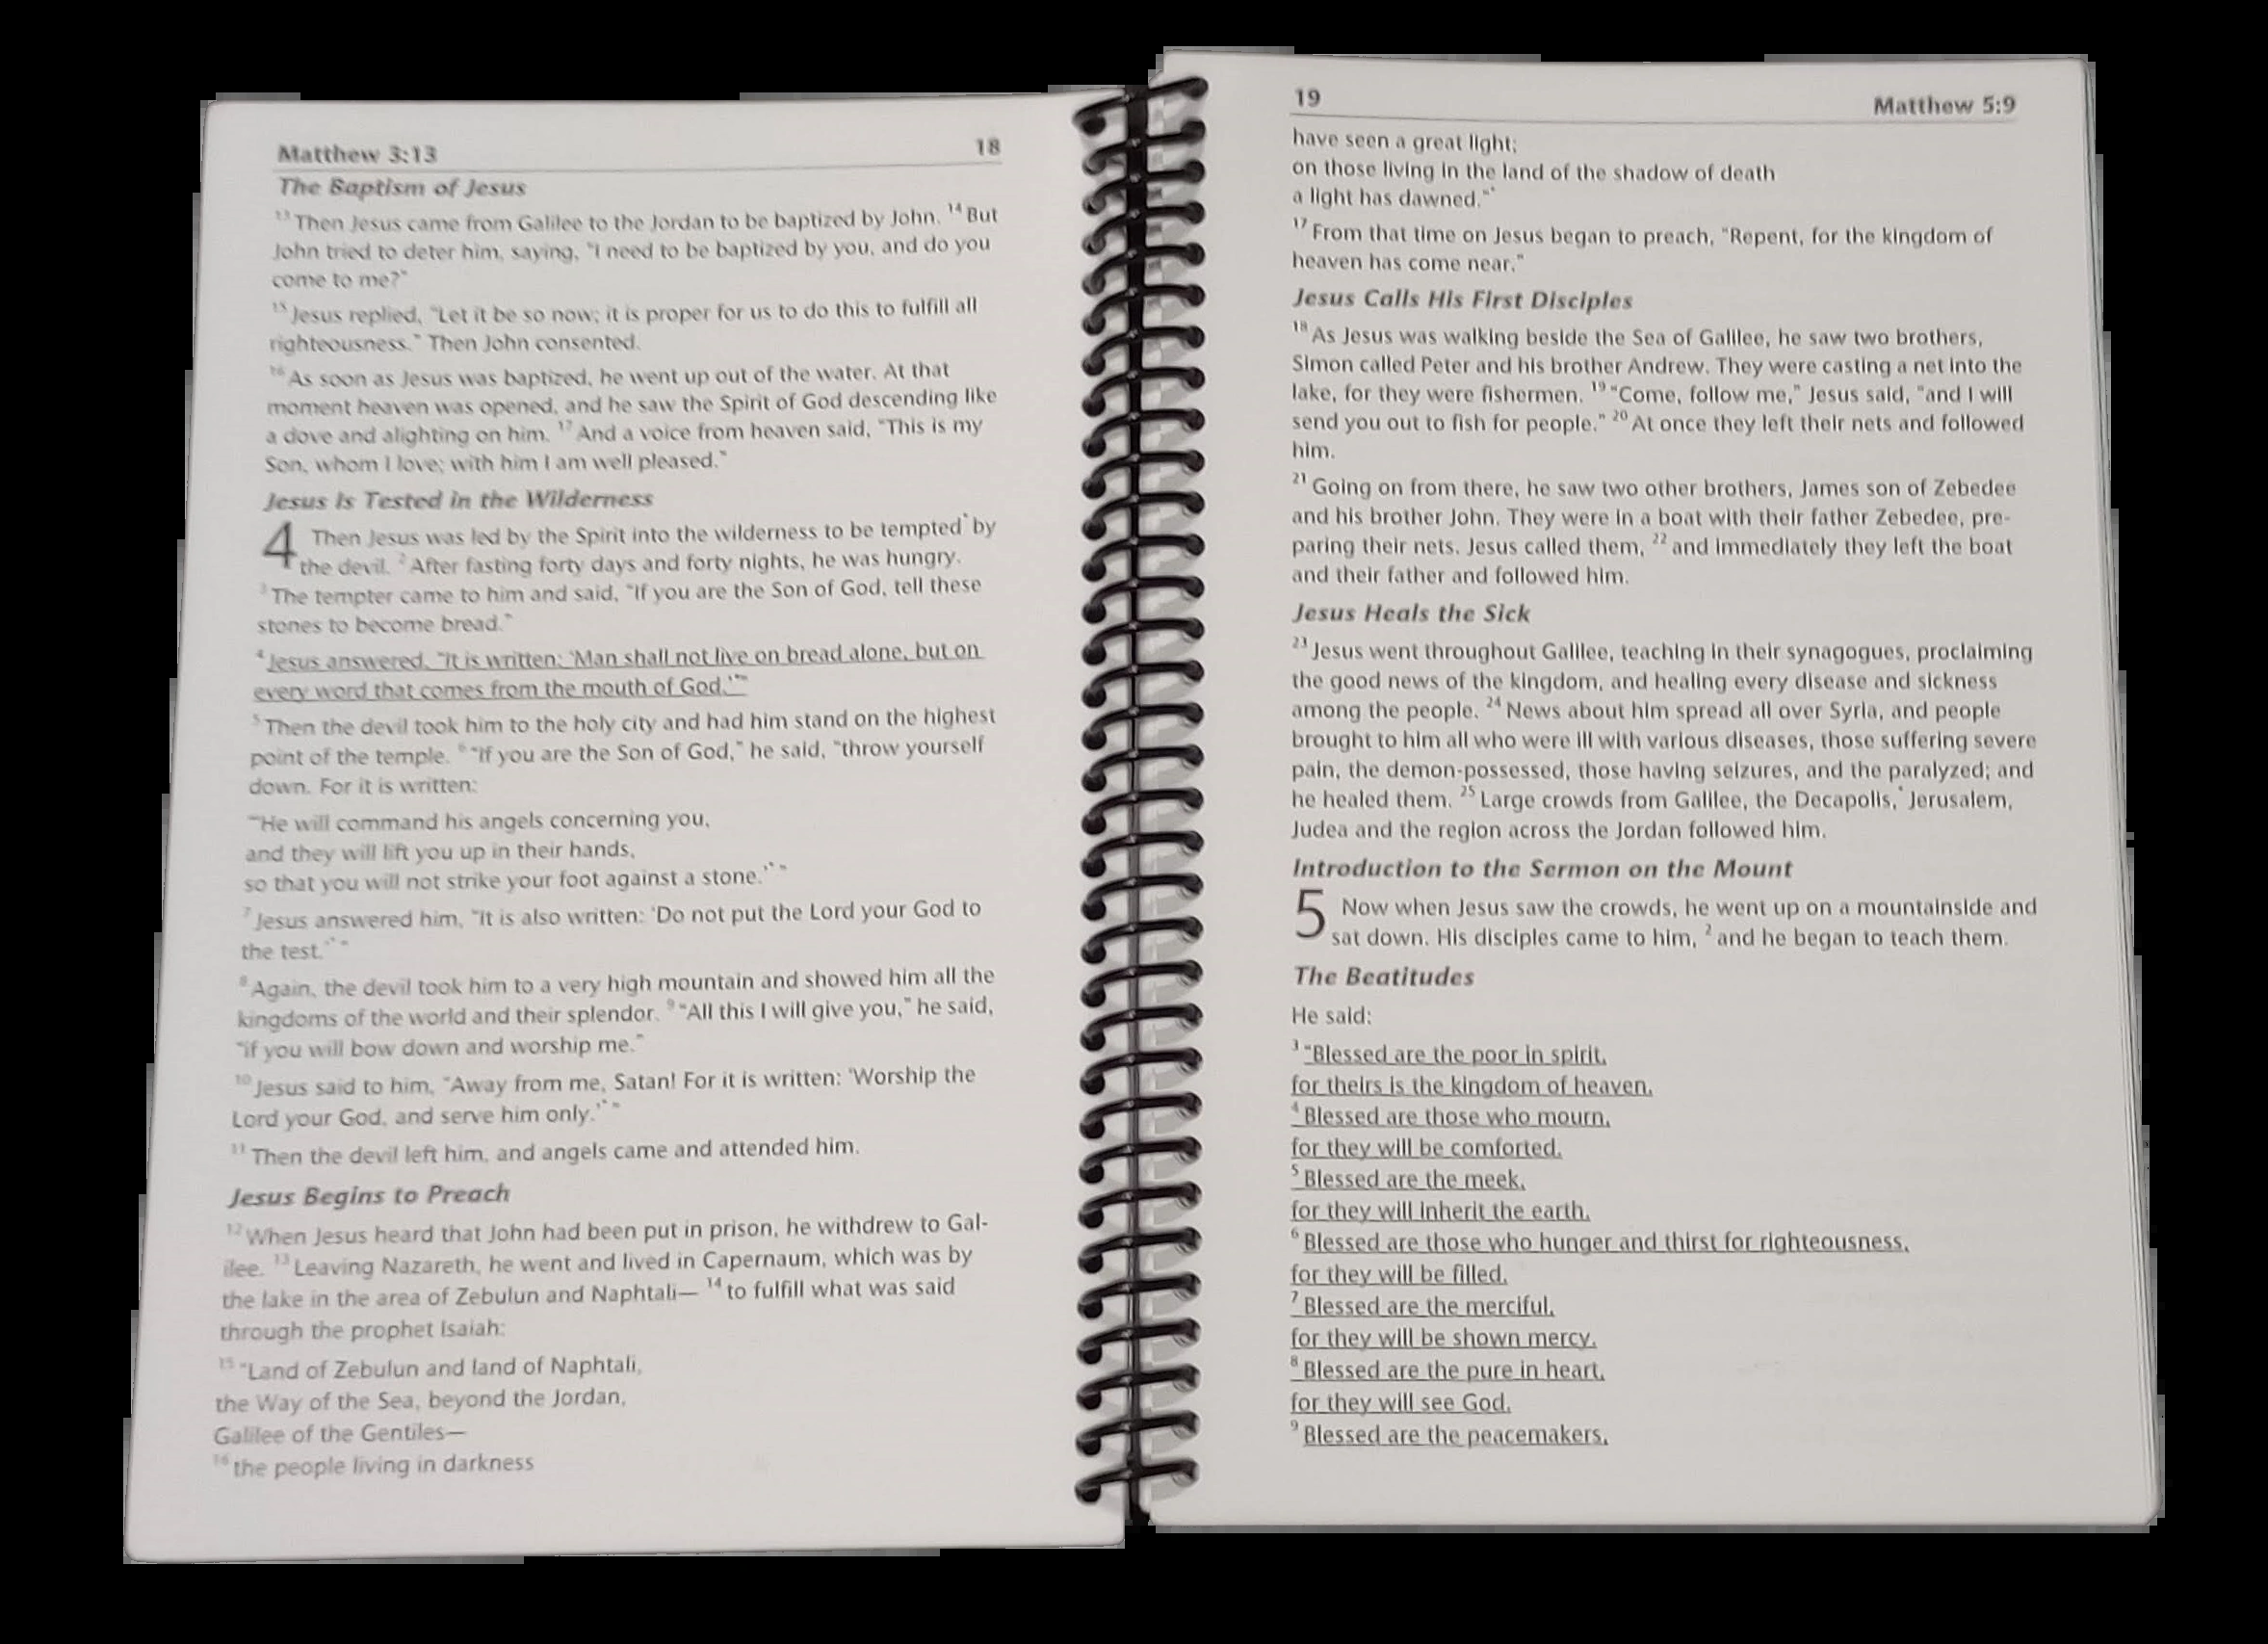 Matthew 3:13 18
The Baptism of Jesus
13 Then Jesus came from Galilee to the Jordan to be baptized by John. 14 But
John tried to deter him, saying, "I need to be baptized by you, and do you
come to me?"
15 Jesus replied, "Let it be so now; it is proper for us to do this to fulfill all
righteousness." Then John consented.
16 As soon as Jesus was baptized, he went up out of the water. At that
moment heaven was opened, and he saw the Spirit of God descending like
a dove and alighting on him. 17 And a voice from heaven said, "This is my
Son, whom I love; with him I am well pleased."
Jesus Is Tested in the Wilderness
4 Then Jesus was led by the Spirit into the wilderness to be tempted* by
the devil. 2 After fasting forty days and forty nights, he was hungry.
3 The tempter came to him and said, "If you are the Son of God, tell these
stones to become bread."
4 Jesus answered, "It is written: 'Man shall not live on bread alone, but on
every word that comes from the mouth of God.'*"
5 Then the devil took him to the holy city and had him stand on the highest
point of the temple. 6 "If you are the Son of God," he said, "throw yourself
down. For it is written:
"'He will command his angels concerning you,
and they will lift you up in their hands,
so that you will not strike your foot against a stone.'* "
7 Jesus answered him, "It is also written: 'Do not put the Lord your God to
the test.'* "
8 Again, the devil took him to a very high mountain and showed him all the
kingdoms of the world and their splendor. 9 "All this I will give you," he said,
"if you will bow down and worship me."
10 Jesus said to him, "Away from me, Satan! For it is written: 'Worship the
Lord your God, and serve him only.'* "
11 Then the devil left him, and angels came and attended him.
Jesus Begins to Preach
12 When Jesus heard that John had been put in prison, he withdrew to Gal-
ilee. 13 Leaving Nazareth, he went and lived in Capernaum, which was by
the lake in the area of Zebulun and Naphtali— 14 to fulfill what was said
through the prophet Isaiah:
15 "Land of Zebulun and land of Naphtali,
the Way of the Sea, beyond the Jordan,
Galilee of the Gentiles—
16 the people living in darkness
19 Matthew 5:9
have seen a great light;
on those living in the land of the shadow of death
a light has dawned."*
17 From that time on Jesus began to preach, "Repent, for the kingdom of
heaven has come near."
Jesus Calls His First Disciples
18 As Jesus was walking beside the Sea of Galilee, he saw two brothers,
Simon called Peter and his brother Andrew. They were casting a net into the
lake, for they were fishermen. 19 "Come, follow me," Jesus said, "and I will
send you out to fish for people." 20 At once they left their nets and followed
him.
21 Going on from there, he saw two other brothers, James son of Zebedee
and his brother John. They were in a boat with their father Zebedee, pre-
paring their nets. Jesus called them, 22 and immediately they left the boat
and their father and followed him.
Jesus Heals the Sick
23 Jesus went throughout Galilee, teaching in their synagogues, proclaiming
the good news of the kingdom, and healing every disease and sickness
among the people. 24 News about him spread all over Syria, and people
brought to him all who were ill with various diseases, those suffering severe
pain, the demon-possessed, those having seizures, and the paralyzed; and
he healed them. 25 Large crowds from Galilee, the Decapolis,* Jerusalem,
Judea and the region across the Jordan followed him.
Introduction to the Sermon on the Mount
5 Now when Jesus saw the crowds, he went up on a mountainside and
sat down. His disciples came to him, 2 and he began to teach them.
The Beatitudes
He said:
3 "Blessed are the poor in spirit,
for theirs is the kingdom of heaven.
4 Blessed are those who mourn,
for they will be comforted.
5 Blessed are the meek,
for they will inherit the earth.
6 Blessed are those who hunger and thirst for righteousness,
for they will be filled.
7 Blessed are the merciful,
for they will be shown mercy.
8 Blessed are the pure in heart,
for they will see God.
9 Blessed are the peacemakers,